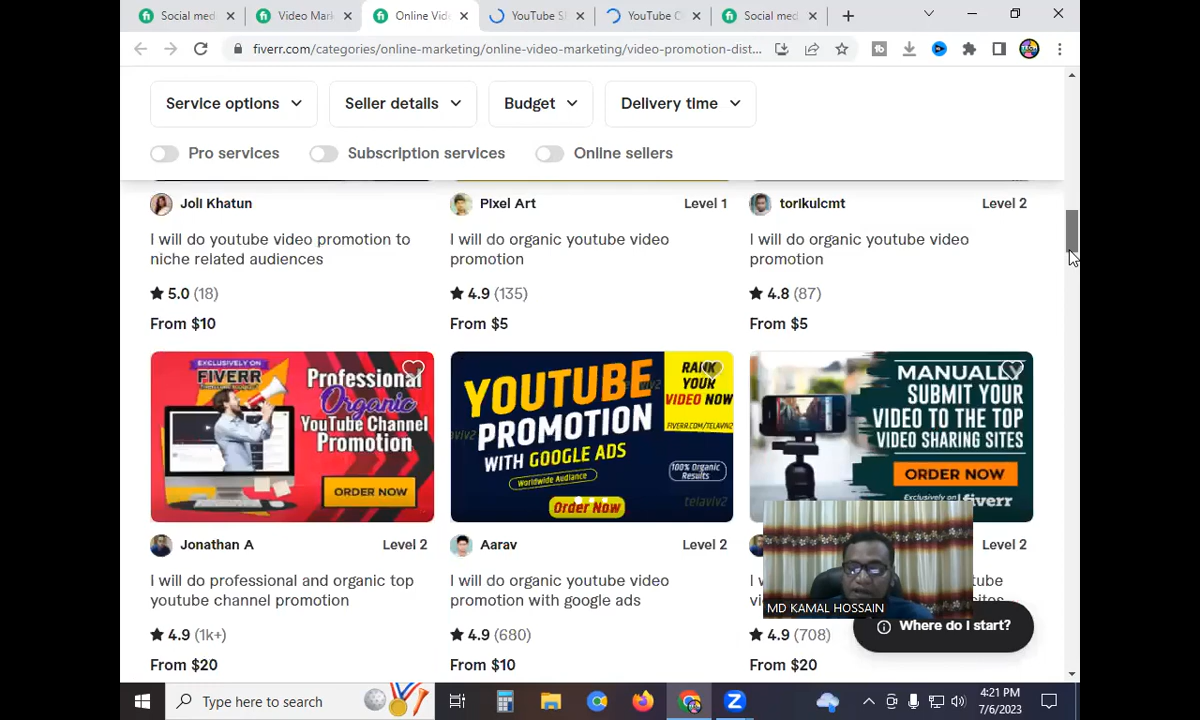 Social med
Video Mark
Online Vid
YouTube S
YouTube C
Social med
fiverr.com/categories/online-marketing/online-video-marketing/video-promotion-dist...
Service options
Seller details
Budget
Delivery time
Pro services
Subscription services
Online sellers
Joli Khatun
Pixel Art
Level 1
torikulcmt
Level 2
I will do youtube video promotion to
niche related audiences
I will do organic youtube video
promotion
I will do organic youtube video
promotion
5.0 (18)
4.9 (135)
4.8 (87)
From $10
From $5
From $5
EXCLUSIVELY ON
FIVERR
Professional
Organic
YouTube Channel
Promotion
ORDER NOW
YOUTUBE
PROMOTION
WITH GOOGLE ADS
Worldwide Audiance
Order Now
RANK
YOUR
VIDEO NOW
FIVERR.COM/TELAVIV2
100% Organic
Results
telaviv2
MANUALLY
SUBMIT YOUR
VIDEO TO THE TOP
VIDEO SHARING SITES
ORDER NOW
Exclusively on fiverr
Jonathan A
Level 2
Aarav
Level 2
Level 2
I will do professional and organic top
youtube channel promotion
I will do organic youtube video
promotion with google ads
4.9 (1k+)
4.9 (680)
4.9 (708)
From $20
From $10
From $20
MD KAMAL HOSSAIN
Where do I start?
Type here to search
4:21 PM
7/6/2023